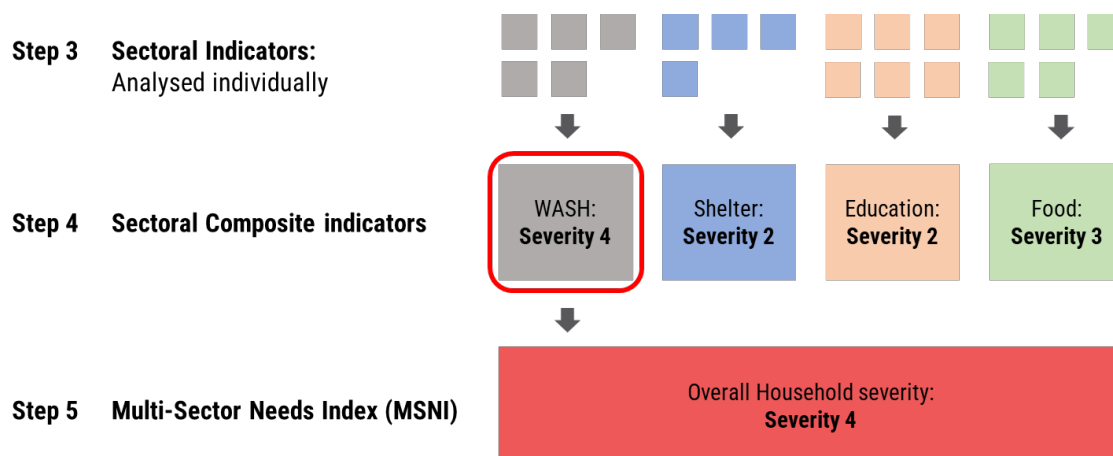 Step 3 Sectoral Indicators:
Analysed individually
Step 4 Sectoral Composite indicators
WASH:
Severity 4
Shelter:
Severity 2
Education:
Severity 2
Food:
Severity 3
Step 5 Multi-Sector Needs Index (MSNI)
Overall Household severity:
Severity 4